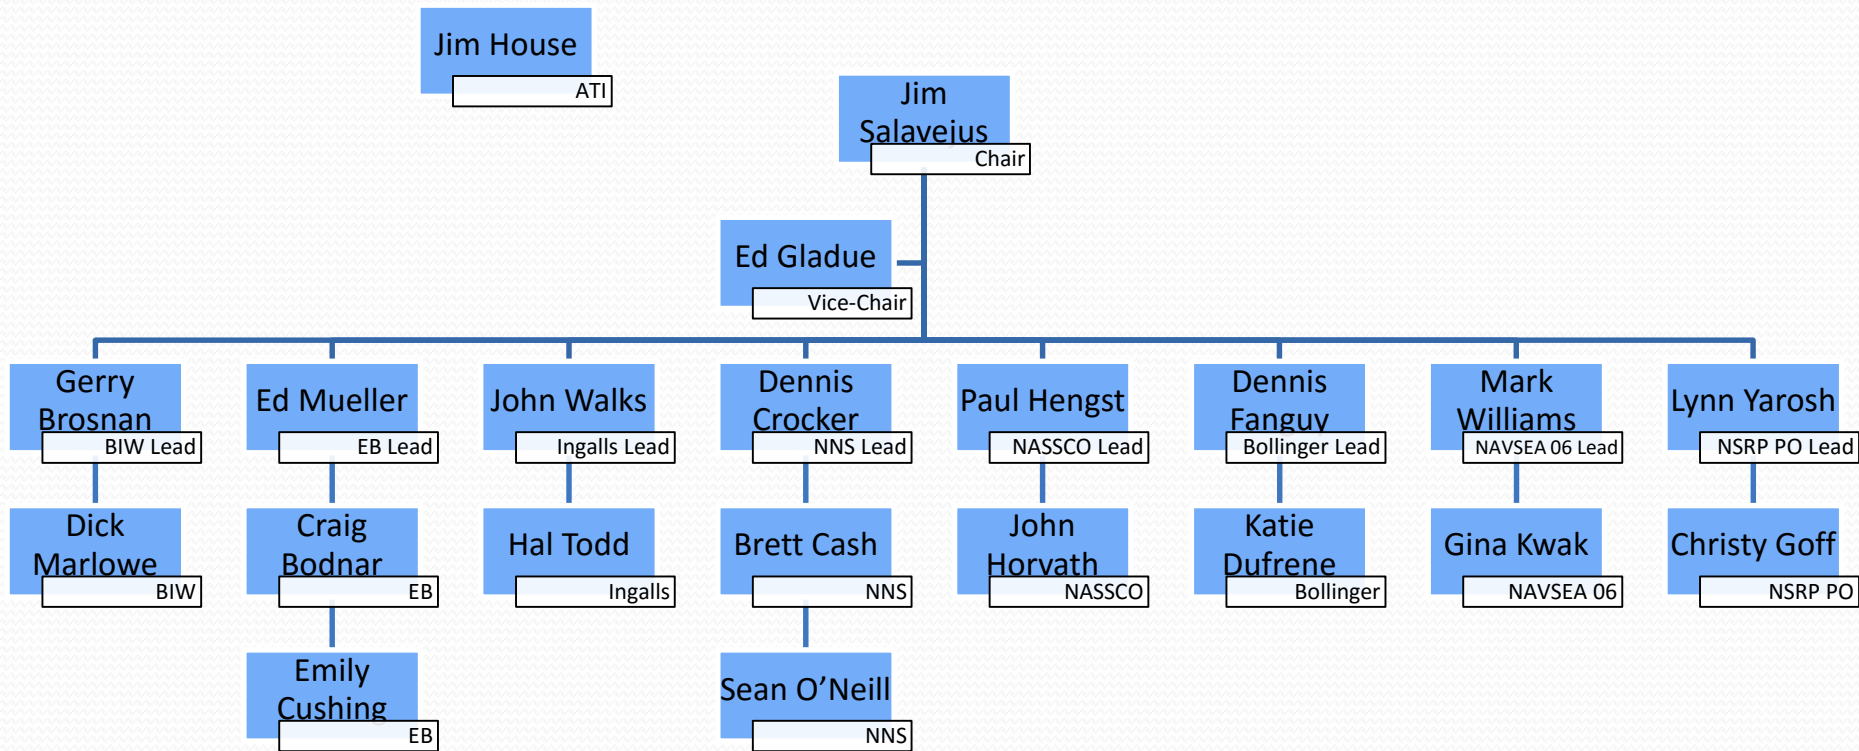 Jim House
ATI
Jim
Salavejus
Chair
Ed Gladue
Vice-Chair
Gerry
Brosnan
BIW Lead
Ed Mueller
EB Lead
John Walks
Ingalls Lead
Dennis
Crocker
NNS Lead
Paul Hengst
NASSCO Lead
Dennis
Fanguy
Bollinger Lead
Mark
Williams
NAVSEA 06 Lead
Lynn Yarosh
NSRP PO Lead
Dick
Marlowe
BIW
Craig
Bodnar
EB
Hal Todd
Ingalls
Brett Cash
NNS
John
Horvath
NASSCO
Katie
Dufrene
Bollinger
Gina Kwak
NAVSEA 06
Christy Goff
NSRP PO
Emily
Cushing
EB
Sean O’Neill
NNS